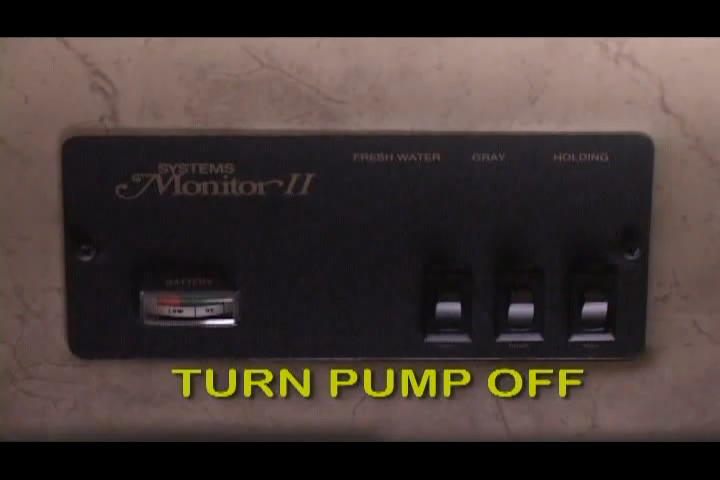 SYSTEMS
Monitor II
FRESH WATER
GRAY
HOLDING
BATTERY
LOW
TURN PUMP OFF